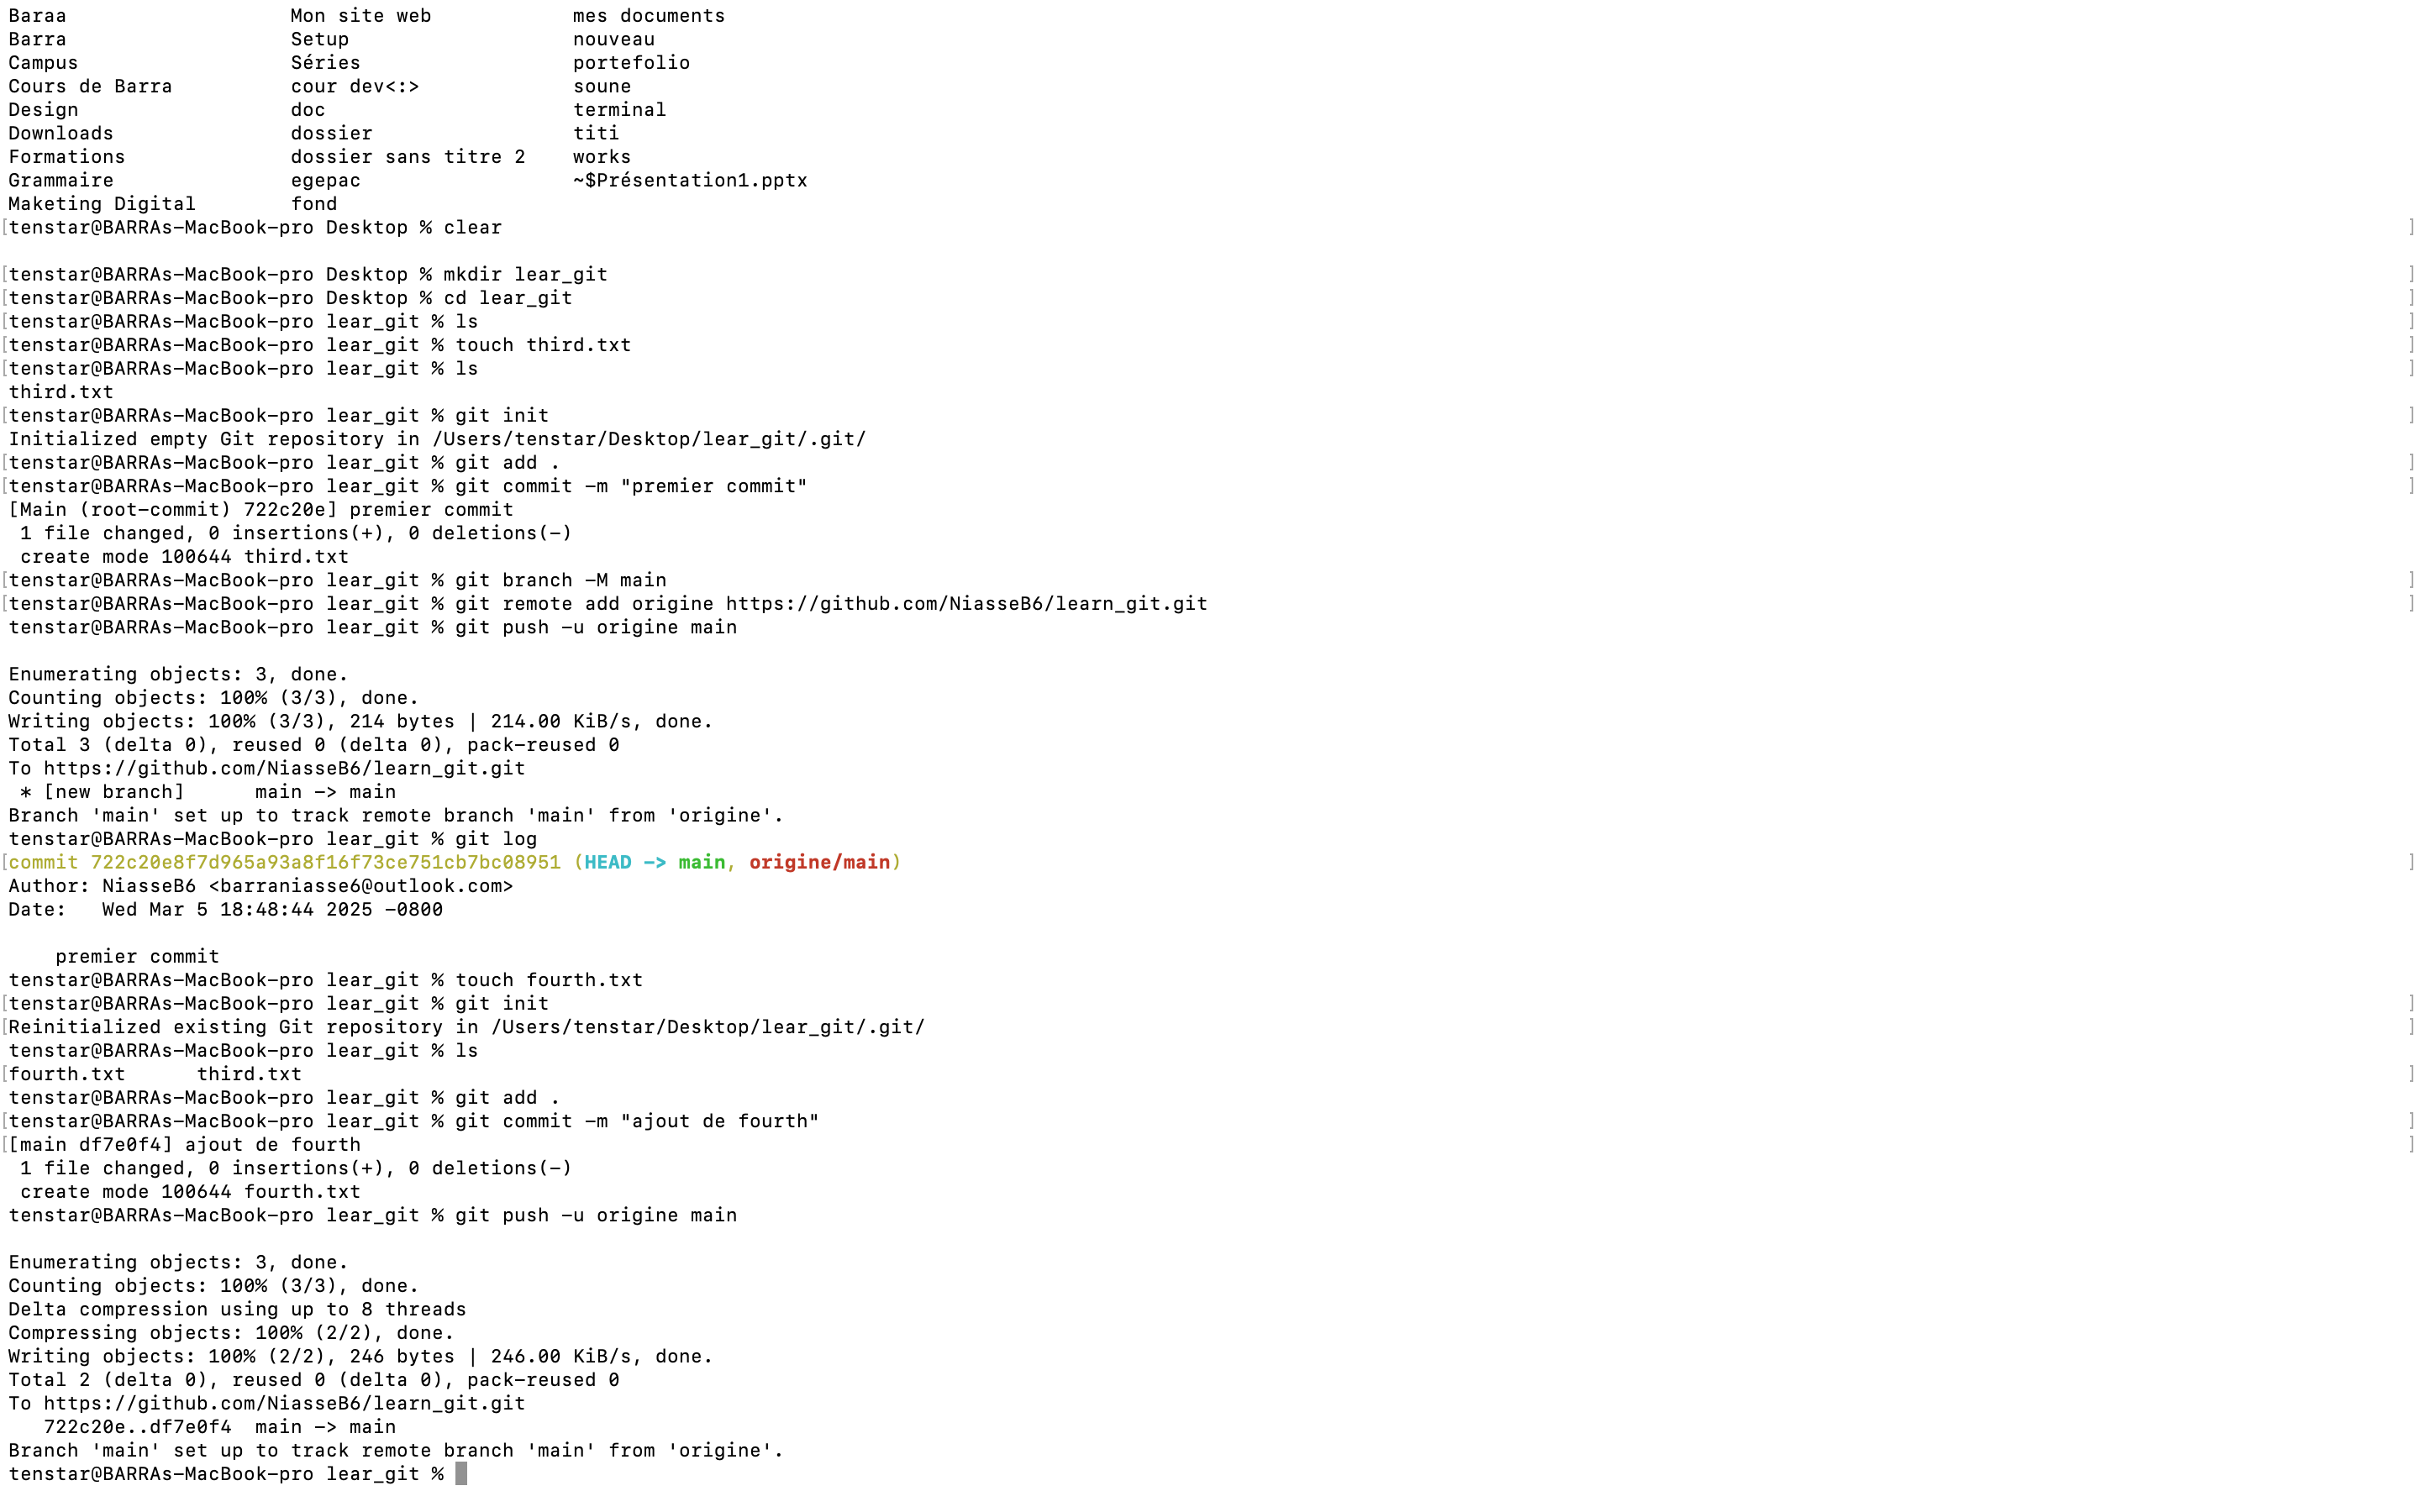 Baraa Mon site web mes documents
Barra Setup nouveau
Campus Séries portefolio
Cours de Barra cour dev<:> soune
Design doc terminal
Downloads dossier titi
Formations dossier sans titre 2 works
Grammaire egepac ~$Présentation1.pptx
Maketing Digital fond
[tenstar@BARRAs-MacBook-pro Desktop % clear ]
[tenstar@BARRAs-MacBook-pro Desktop % mkdir lear_git ]
[tenstar@BARRAs-MacBook-pro Desktop % cd lear_git ]
[tenstar@BARRAs-MacBook-pro lear_git % ls ]
[tenstar@BARRAs-MacBook-pro lear_git % touch third.txt ]
[tenstar@BARRAs-MacBook-pro lear_git % ls ]
third.txt
[tenstar@BARRAs-MacBook-pro lear_git % git init ]
Initialized empty Git repository in /Users/tenstar/Desktop/lear_git/.git/
[tenstar@BARRAs-MacBook-pro lear_git % git add . ]
[tenstar@BARRAs-MacBook-pro lear_git % git commit -m "premier commit" ]
[Main (root-commit) 722c20e] premier commit
1 file changed, 0 insertions(+), 0 deletions(-)
create mode 100644 third.txt
[tenstar@BARRAs-MacBook-pro lear_git % git branch -M main ]
[tenstar@BARRAs-MacBook-pro lear_git % git remote add origine https://github.com/NiasseB6/learn_git.git ]
tenstar@BARRAs-MacBook-pro lear_git % git push -u origine main
Enumerating objects: 3, done.
Counting objects: 100% (3/3), done.
Writing objects: 100% (3/3), 214 bytes | 214.00 KiB/s, done.
Total 3 (delta 0), reused 0 (delta 0), pack-reused 0
To https://github.com/NiasseB6/learn_git.git
* [new branch] main -> main
Branch 'main' set up to track remote branch 'main' from 'origine'.
tenstar@BARRAs-MacBook-pro lear_git % git log
[commit 722c20e8f7d965a93a8f16f73ce751cb7bc08951 (HEAD -> main, origine/main) ]
Author: NiasseB6 <barraniasse6@outlook.com>
Date: Wed Mar 5 18:48:44 2025 -0800
premier commit
tenstar@BARRAs-MacBook-pro lear_git % touch fourth.txt
[tenstar@BARRAs-MacBook-pro lear_git % git init ]
[Reinitialized existing Git repository in /Users/tenstar/Desktop/lear_git/.git/ ]
tenstar@BARRAs-MacBook-pro lear_git % ls
[fourth.txt third.txt ]
tenstar@BARRAs-MacBook-pro lear_git % git add .
[tenstar@BARRAs-MacBook-pro lear_git % git commit -m "ajout de fourth" ]
[[main df7e0f4] ajout de fourth ]
1 file changed, 0 insertions(+), 0 deletions(-)
create mode 100644 fourth.txt
tenstar@BARRAs-MacBook-pro lear_git % git push -u origine main
Enumerating objects: 3, done.
Counting objects: 100% (3/3), done.
Delta compression using up to 8 threads
Compressing objects: 100% (2/2), done.
Writing objects: 100% (2/2), 246 bytes | 246.00 KiB/s, done.
Total 2 (delta 0), reused 0 (delta 0), pack-reused 0
To https://github.com/NiasseB6/learn_git.git
722c20e..df7e0f4 main -> main
Branch 'main' set up to track remote branch 'main' from 'origine'.
tenstar@BARRAs-MacBook-pro lear_git %